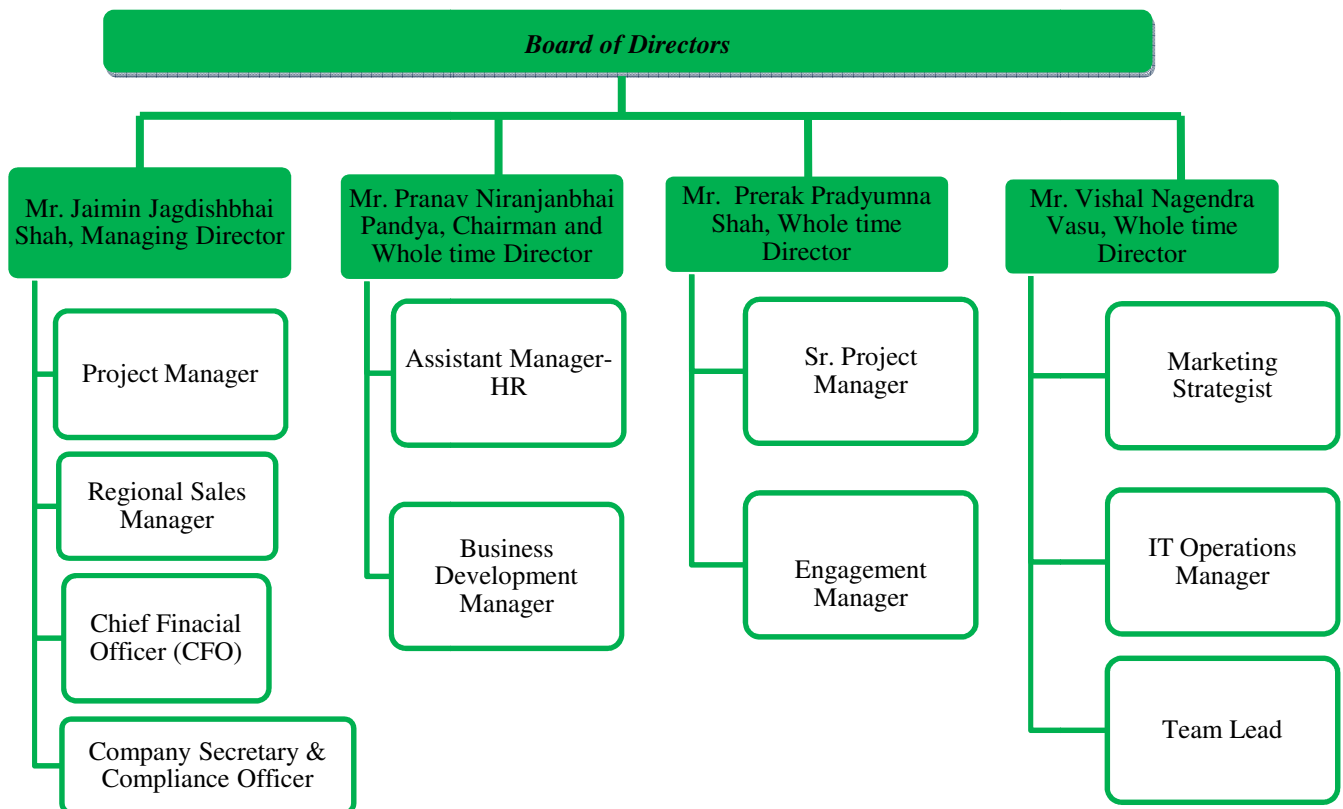 Board of Directors
Mr. Jaimin Jagdishbhai
Shah, Managing Director
Mr. Pranav Niranjanbhai
Pandya, Chairman and
Whole time Director
Mr. Prerak Pradyumna
Shah, Whole time
Director
Mr. Vishal Nagendra
Vasu, Whole time
Director
Project Manager
Regional Sales
Manager
Chief Finacial
Officer (CFO)
Company Secretary &
Compliance Officer
Assistant Manager-
HR
Business
Development
Manager
Sr. Project
Manager
Engagement
Manager
Marketing
Strategist
IT Operations
Manager
Team Lead